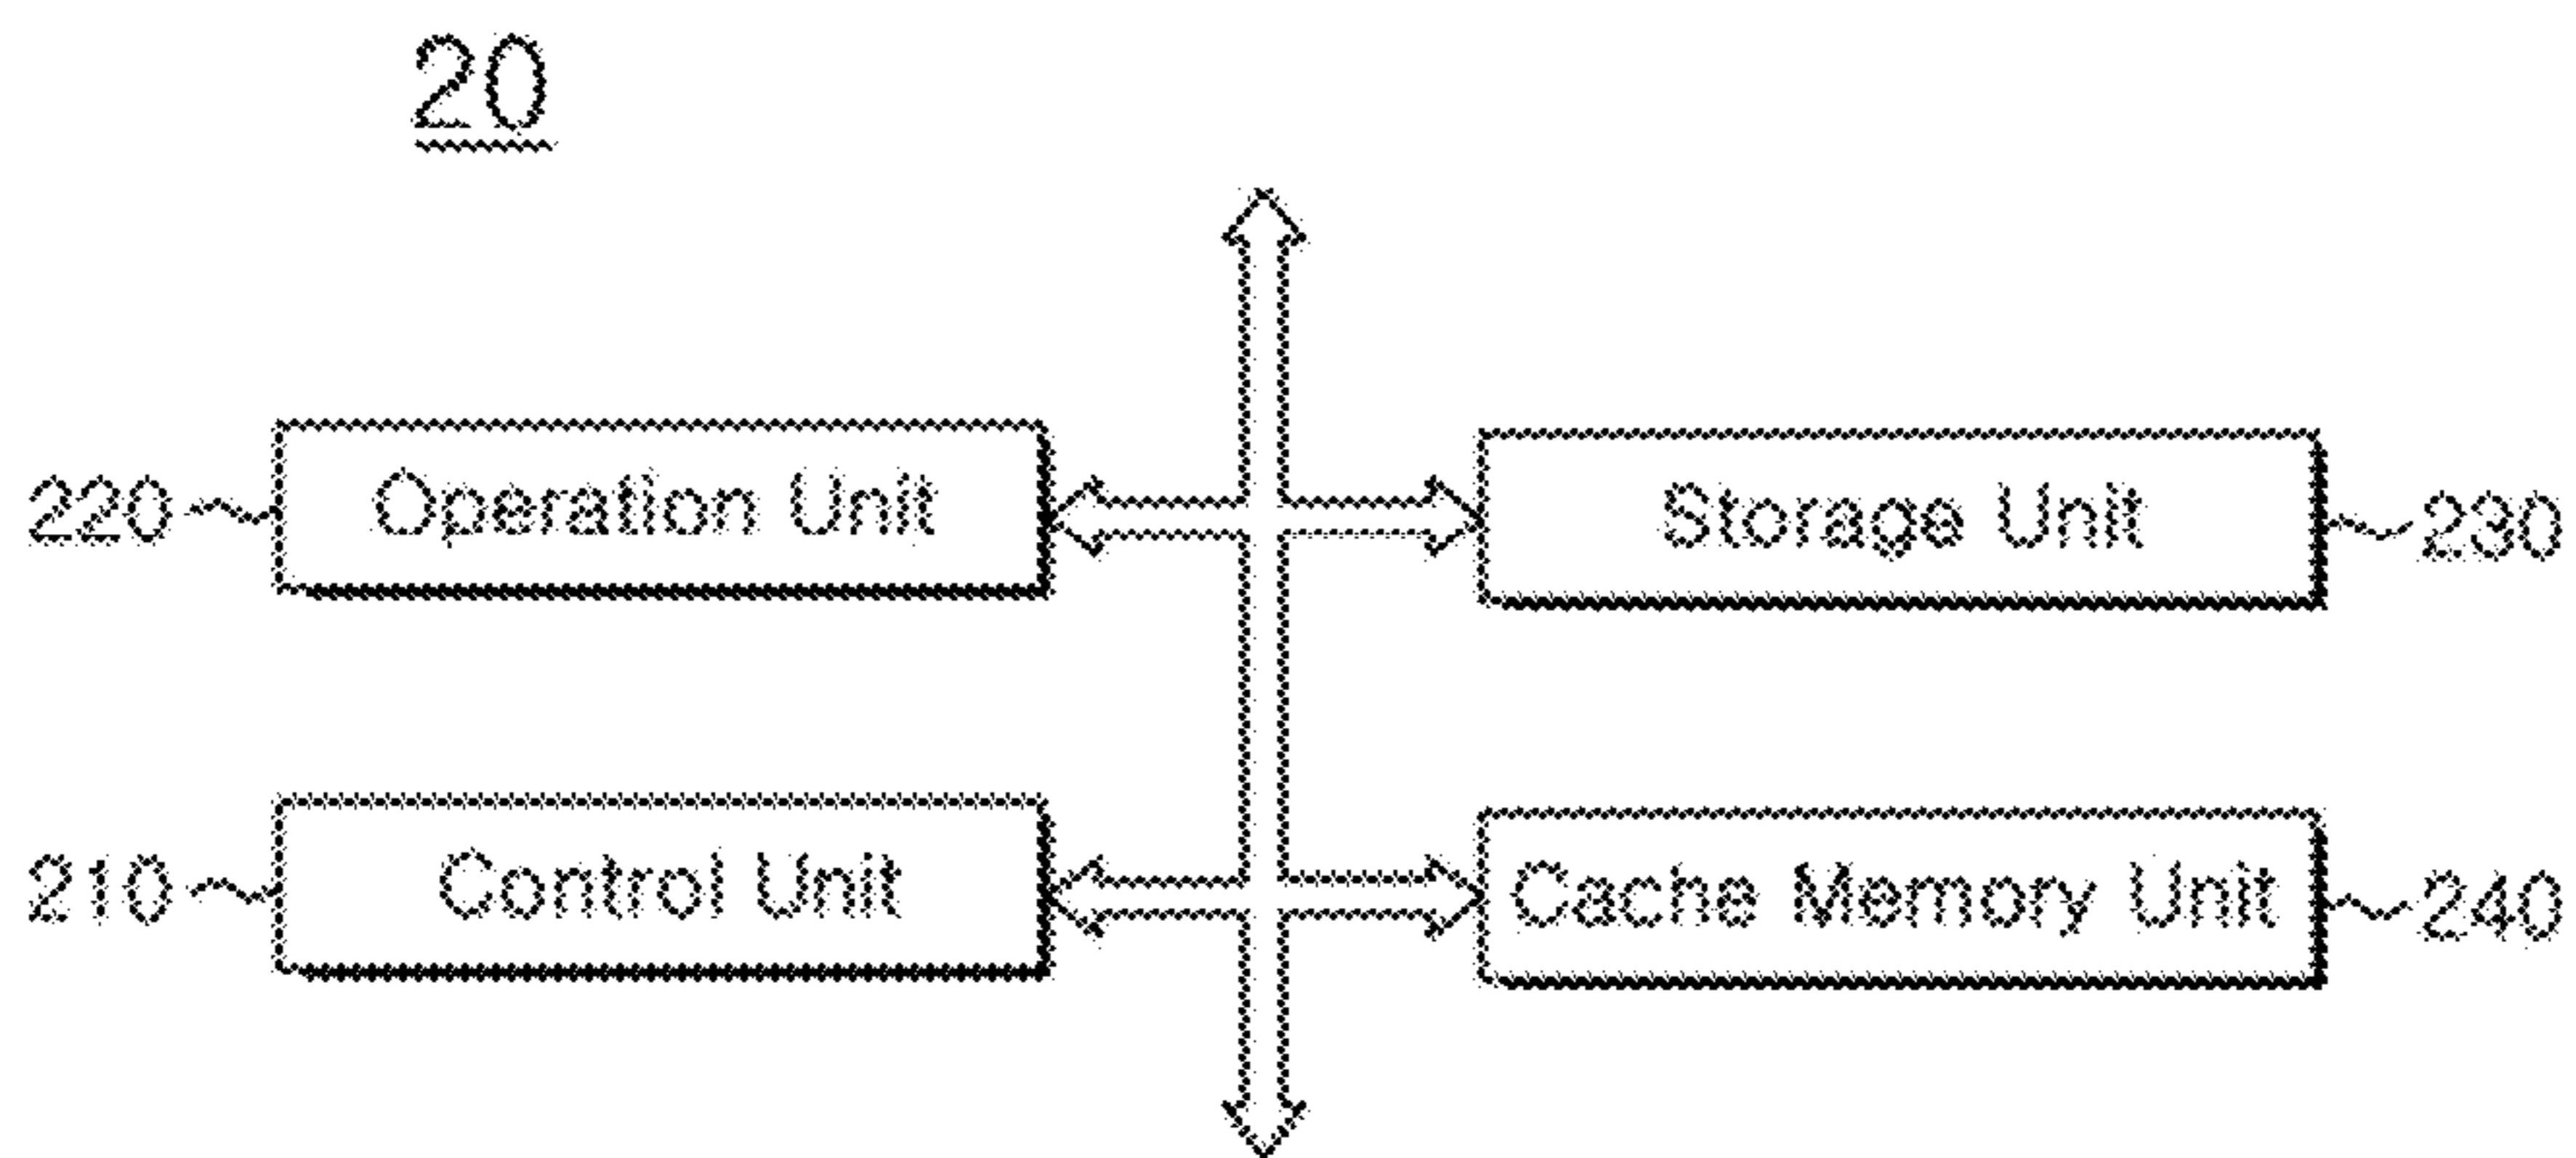 20
220 Operation Unit Storage Unit 230
210 Control Unit Cache Memory Unit 240